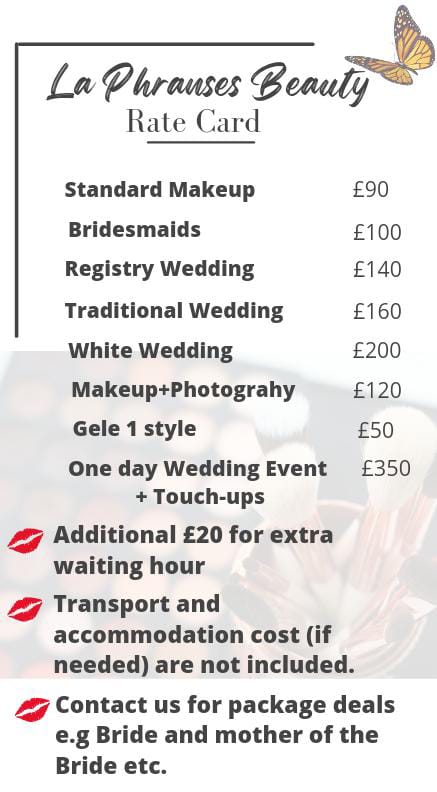 La Phranses Beauty
Rate Card
Standard Makeup £90
Bridesmaids £100
Registry Wedding £140
Traditional Wedding £160
White Wedding £200
Makeup+Photograhy £120
Gele 1 style £50
One day Wedding Event £350
+ Touch-ups
Additional £20 for extra
waiting hour
Transport and
accommodation cost (if
needed) are not included.
Contact us for package deals
e.g Bride and mother of the
Bride etc.